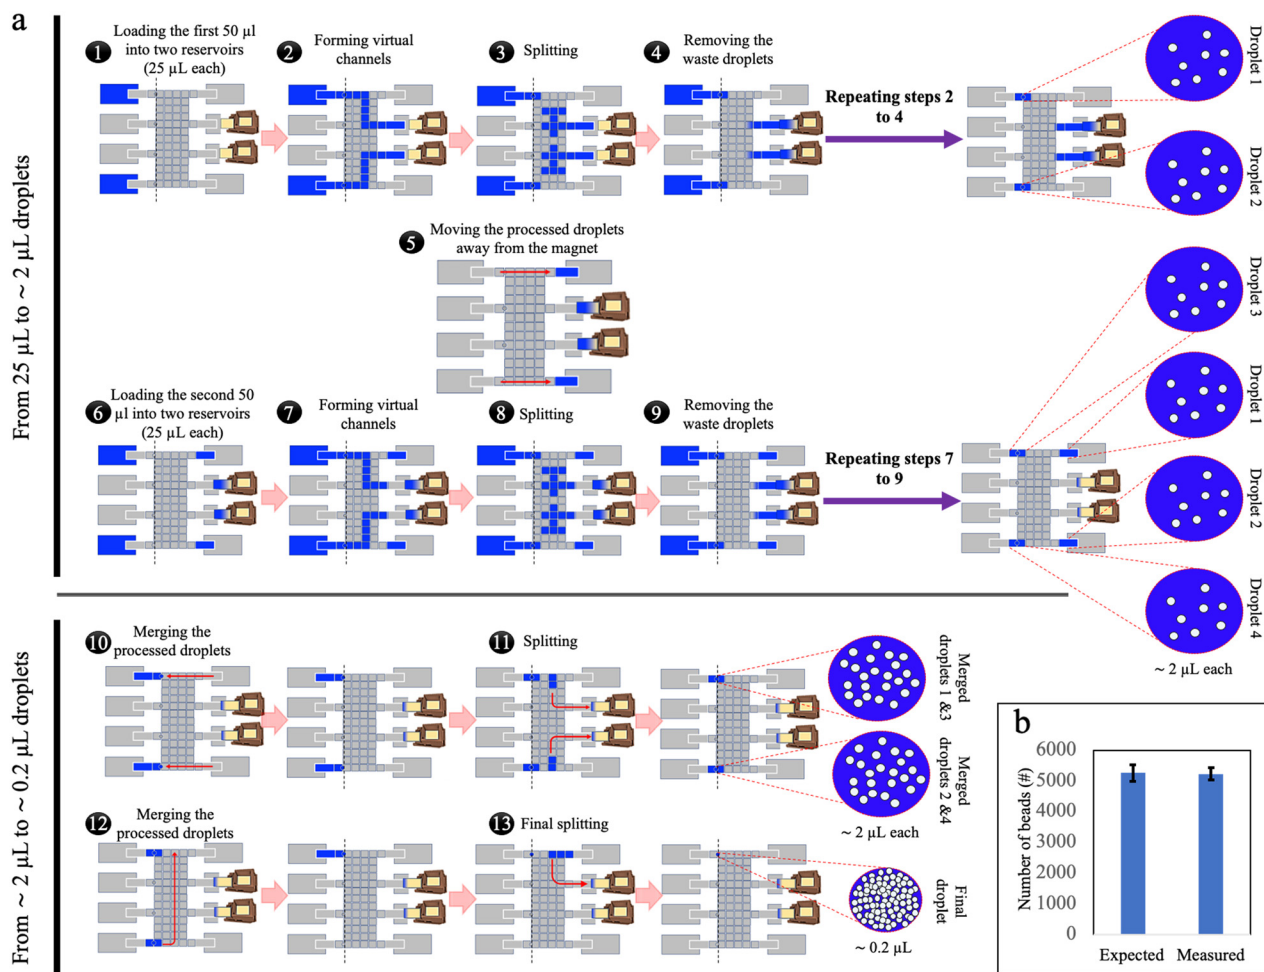 a
From 25 µL to ~ 2 µL droplets
1
Loading the first 50 µl
into two reservoirs
(25 µL each)
2
Forming virtual
channels
3
Splitting
4
Removing the
waste droplets
Repeating steps 2
to 4
Droplet 1
Droplet 2
5
Moving the processed droplets
away from the magnet
6
Loading the second 50
µl into two reservoirs
(25 µL each)
7
Forming virtual
channels
8
Splitting
9
Removing the
waste droplets
Repeating steps 7
to 9
Droplet 3
Droplet 1
Droplet 2
Droplet 4
~ 2 µL each
From ~ 2 µL to ~ 0.2 µL droplets
10
Merging the
processed droplets
11
Splitting
Merged
droplets 1 &3
Merged
droplets 2 &4
~ 2 µL each
12
Merging the
processed droplets
13
Final splitting
Final
droplet
~ 0.2 µL
b
Number of beads (#)
6000
5000
4000
3000
2000
1000
0
Expected
Measured